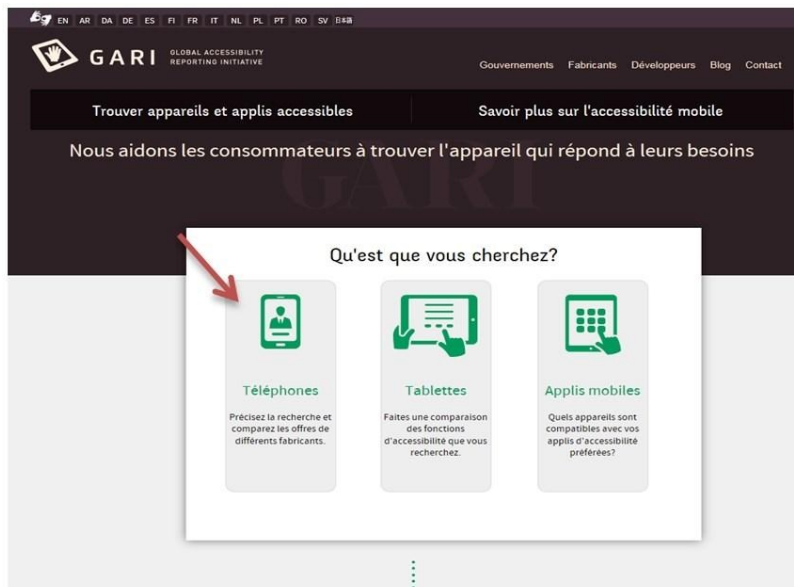 EN AR DA DE ES FI FR IT NL PL PT RO SV 日本語
GARI GLOBAL ACCESSIBILITY
REPORTING INITIATIVE
Gouvernements Fabricants Développeurs Blog Contact
Trouver appareils et applis accessibles Savoir plus sur l'accessibilité mobile
Nous aidons les consommateurs à trouver l'appareil qui répond à leurs besoins
GARI
Qu'est que vous cherchez?
Téléphones
Précisez la recherche et
comparez les offres de
différents fabricants.
Tablettes
Faites une comparaison
des fonctions
d'accessibilité que vous
recherchez.
Applis mobiles
Quels appareils sont
compatibles avec vos
applis d'accessibilité
préférées?